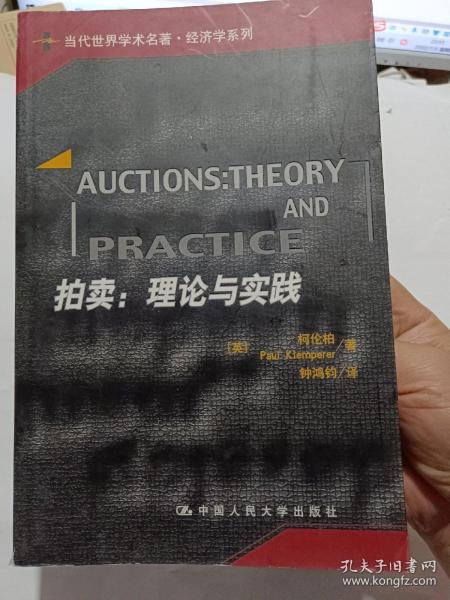 当代世界学术名著·经济学系列
AUCTIONS:THEORY
AND
PRACTICE
拍卖：理论与实践
[英] 柯伦柏/著
Paul Klemperer
钟鸿钧/译
中国人民大学出版社
孔夫子旧书网
www.kongfz.com